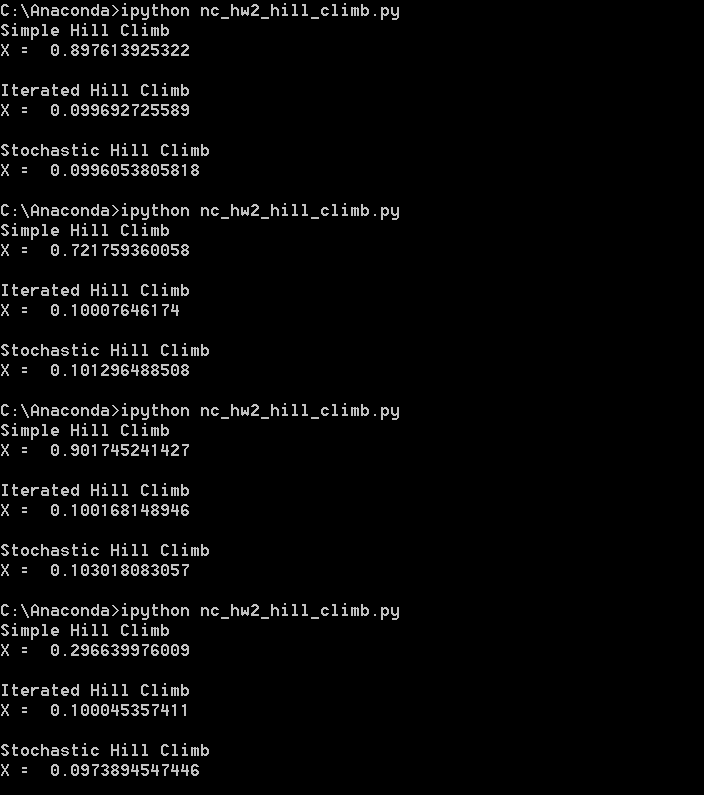 C:\Anaconda>ipython nc_hw2_hill_climb.py
Simple Hill Climb
X =  0.897613925322
Iterated Hill Climb
X =  0.099692725589
Stochastic Hill Climb
X =  0.0996053805818
C:\Anaconda>ipython nc_hw2_hill_climb.py
Simple Hill Climb
X =  0.721759360058
Iterated Hill Climb
X =  0.10007646174
Stochastic Hill Climb
X =  0.101296488508
C:\Anaconda>ipython nc_hw2_hill_climb.py
Simple Hill Climb
X =  0.901745241427
Iterated Hill Climb
X =  0.100168148946
Stochastic Hill Climb
X =  0.103018083057
C:\Anaconda>ipython nc_hw2_hill_climb.py
Simple Hill Climb
X =  0.296639976009
Iterated Hill Climb
X =  0.100045357411
Stochastic Hill Climb
X =  0.0973894547446